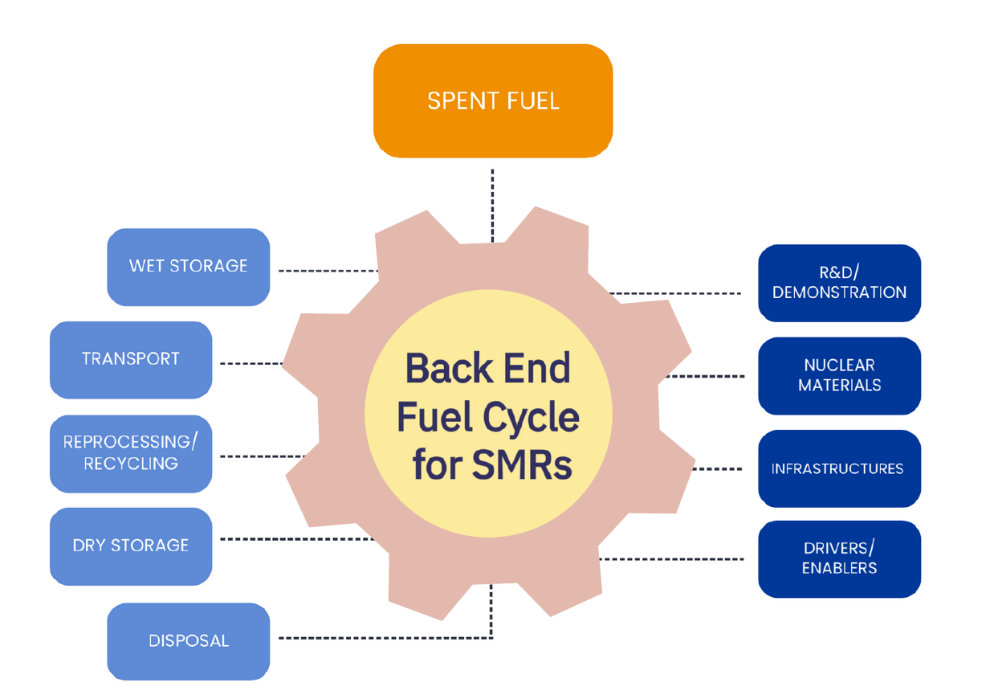 SPENT FUEL
WET STORAGE
TRANSPORT
REPROCESSING/
RECYCLING
DRY STORAGE
DISPOSAL
Back End
Fuel Cycle
for SMRs
R&D/
DEMONSTRATION
NUCLEAR
MATERIALS
INFRASTRUCTURES
DRIVERS/
ENABLERS